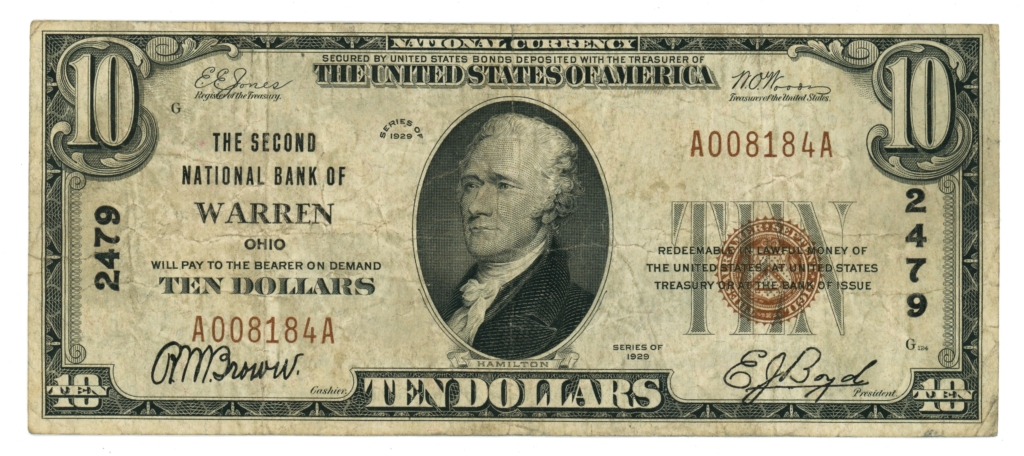 NATIONAL CURRENCY
SECURED BY UNITED STATES BONDS DEPOSITED WITH THE TREASURER OF
THE UNITED STATES OF AMERICA
10
10
E E Jones
Register of the Treasury.
W.O. Woods
Treasurer of the United States.
G
SERIES OF
1929
THE SECOND
NATIONAL BANK OF
WARREN
OHIO
WILL PAY TO THE BEARER ON DEMAND
TEN DOLLARS
A008184A
2479
A008184A
2479
TEN
REDEEMABLE IN LAWFUL MONEY OF
THE UNITED STATES AT UNITED STATES
TREASURY OR AT THE BANK OF ISSUE
A008184A
SERIES OF
1929
G
HAMILTON
R M Brown.
Cashier.
E J Boyd
President.
10
TEN DOLLARS
10